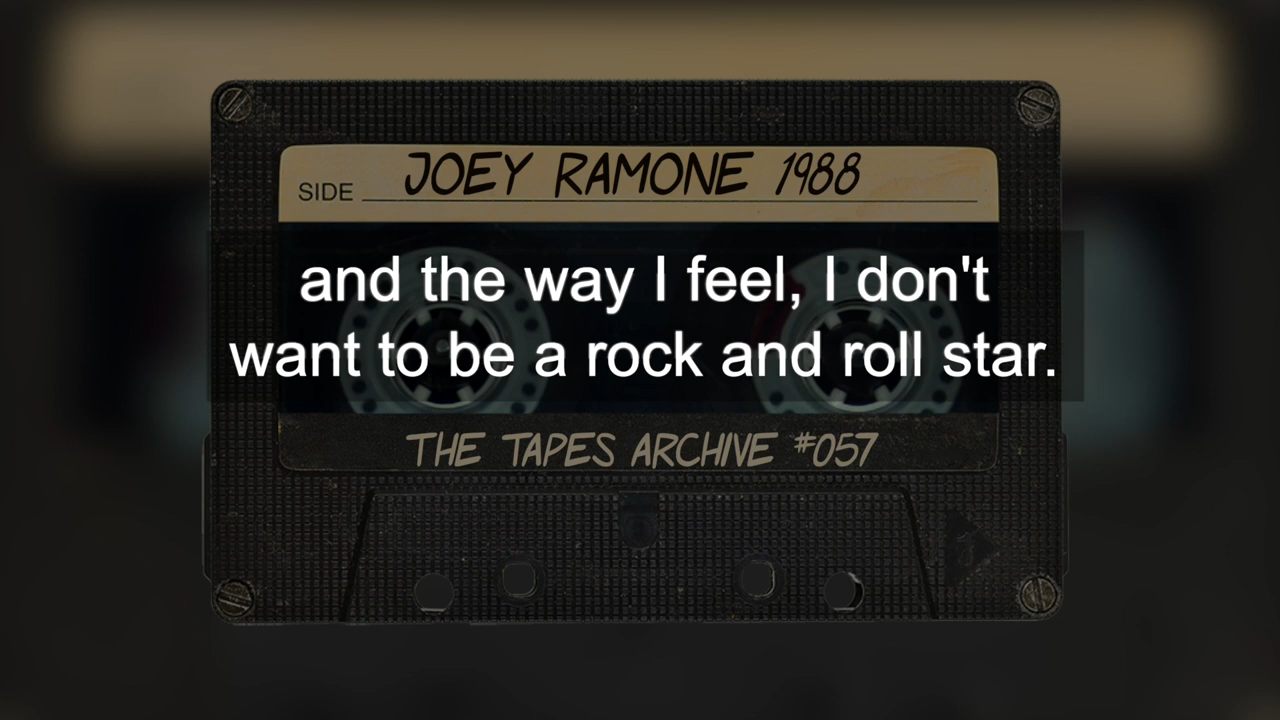 JOEY RAMONE 1988
SIDE
and the way I feel, I don't
want to be a rock and roll star.
THE TAPES ARCHIVE #057